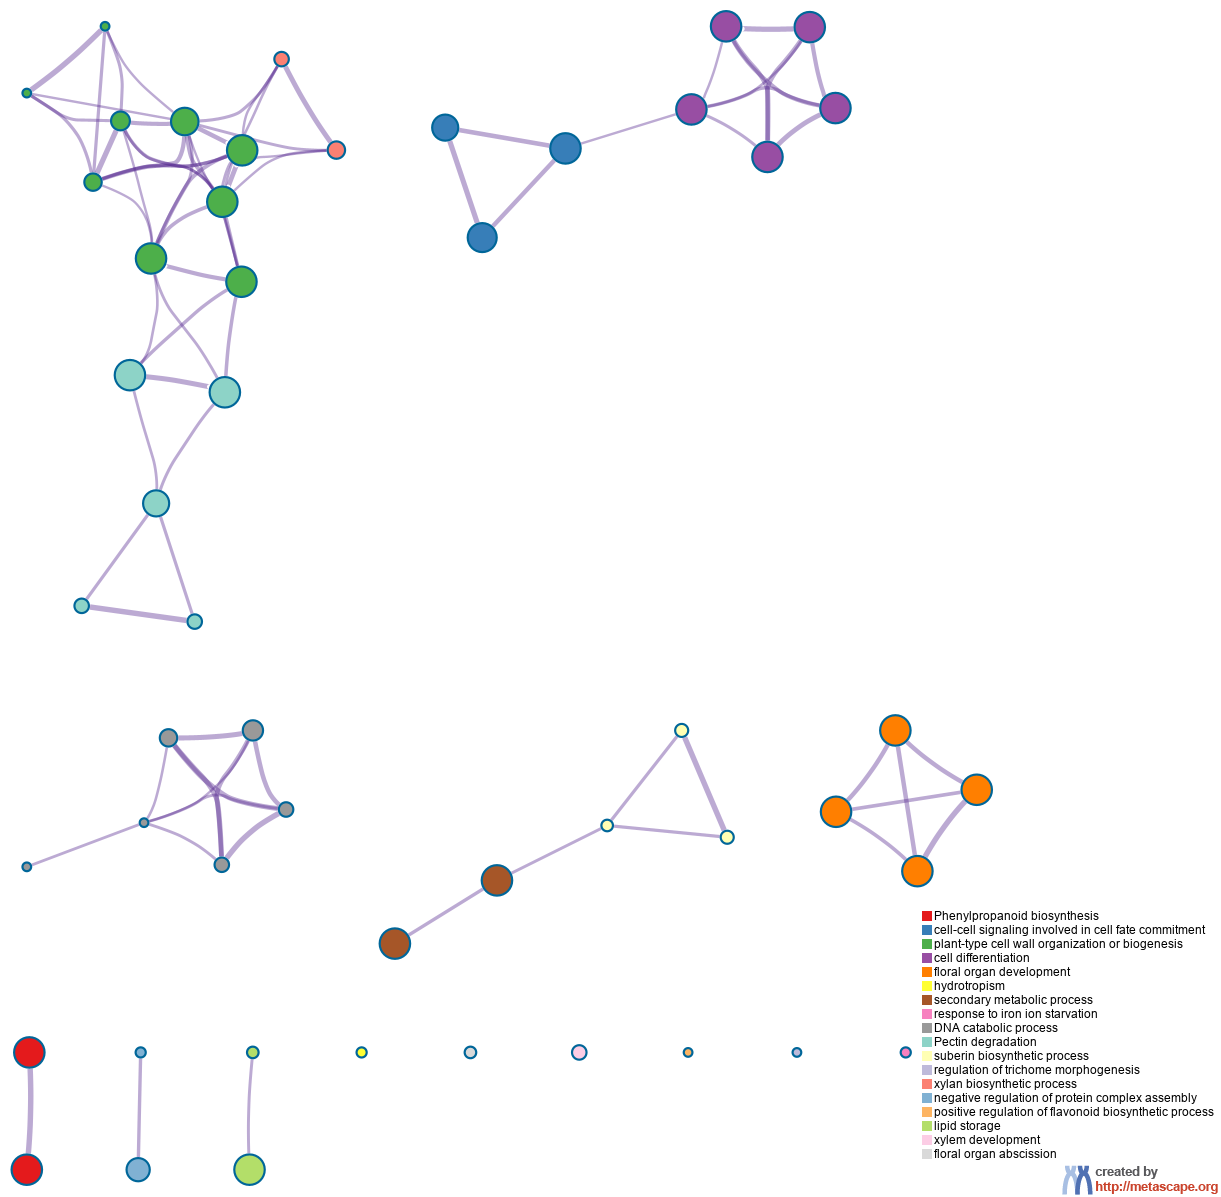 Phenylpropanoid biosynthesis
cell-cell signaling involved in cell fate commitment
plant-type cell wall organization or biogenesis
cell differentiation
floral organ development
hydrotropism
secondary metabolic process
response to iron ion starvation
DNA catabolic process
Pectin degradation
suberin biosynthetic process
regulation of trichome morphogenesis
xylan biosynthetic process
negative regulation of protein complex assembly
positive regulation of flavonoid biosynthetic process
lipid storage
xylem development
floral organ abscission
created by
http://metascape.org